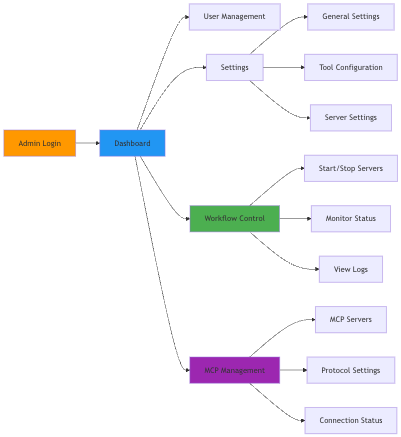 Admin Login
Dashboard
User Management
Settings
General Settings
Tool Configuration
Server Settings
Workflow Control
Start/Stop Servers
Monitor Status
View Logs
MCP Management
MCP Servers
Protocol Settings
Connection Status